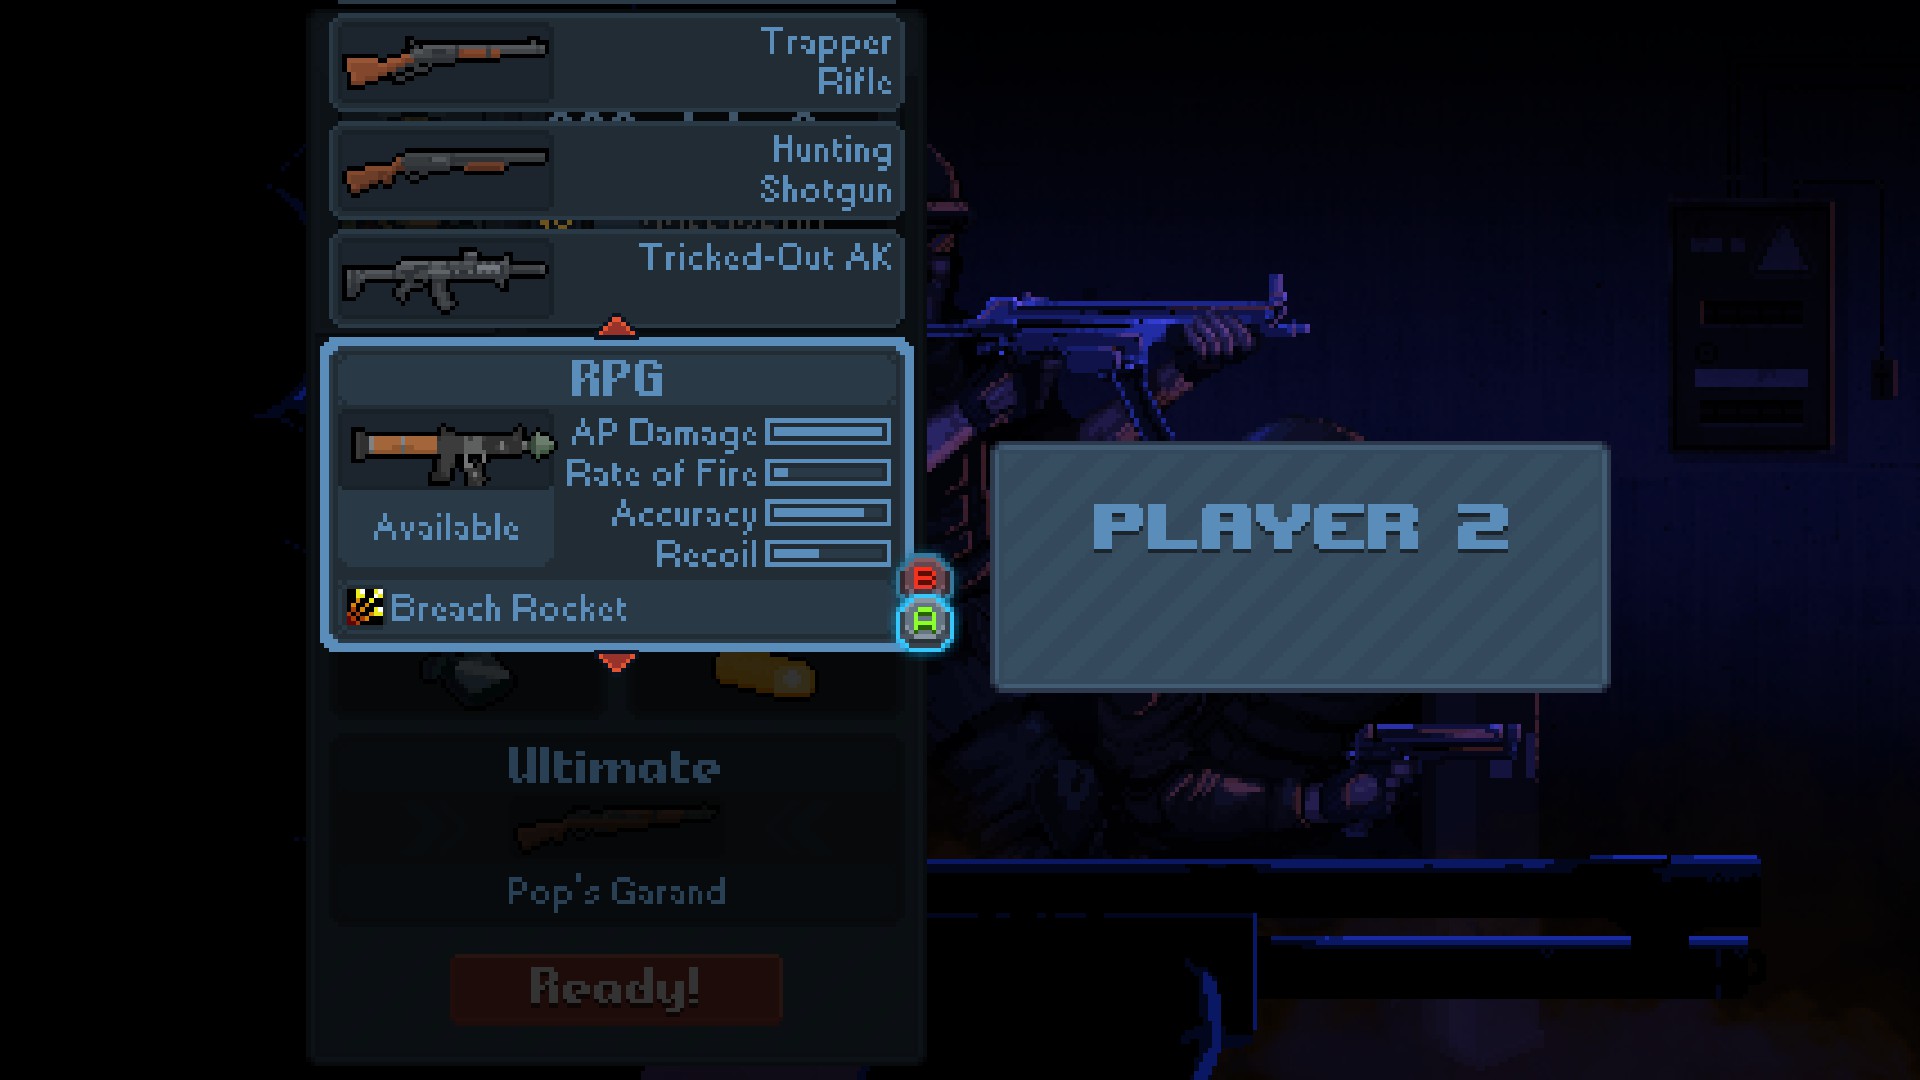 Trapper
Rifle
Hunting
Shotgun
Tricked-Out AK
RPG
AP Damage
Rate of Fire
Accuracy
Recoil
Available
Breach Rocket
B
A
PLAYER 2
Ultimate
Pop's Garand
Ready!